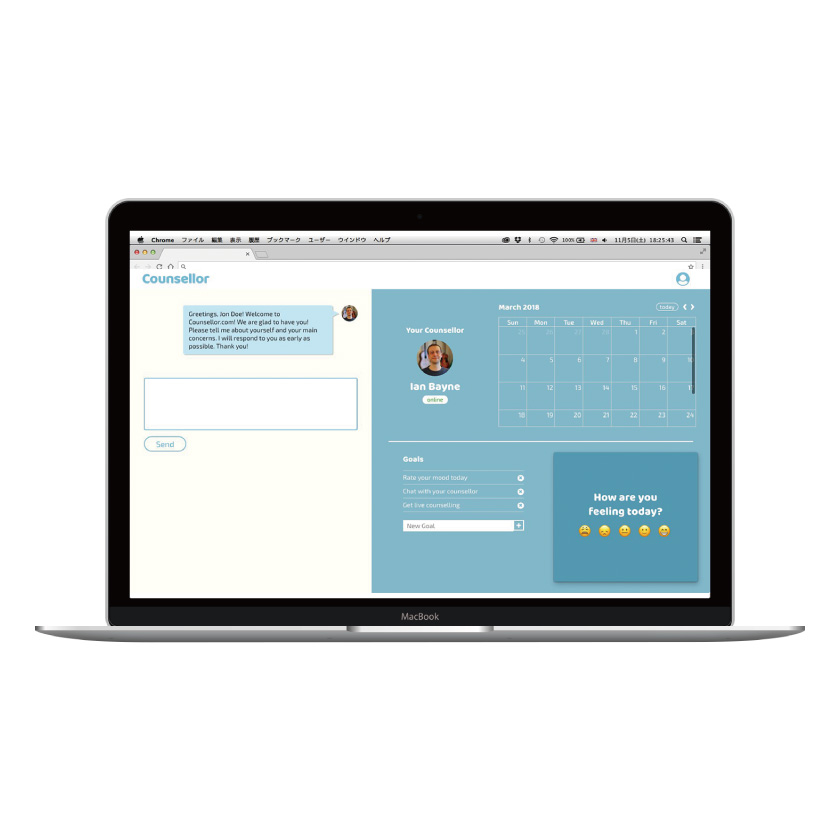 Chrome ファイル 編集 表示 履歴 ブックマーク ユーザー ウインドウ ヘルプ 100% 11月5日(土) 18:25:43
Counsellor
Greetings, Jon Doe! Welcome to
Counsellor.com! We are glad to have you!
Please tell me about yourself and your main
concerns. I will respond to you as early as
possible. Thank you!
Send
Your Counsellor
Ian Bayne
online
March 2018 today
Sun Mon Tue Wed Thu Fri Sat
25 26 27 28 1 2
4 5 6 7 8 9
11 12 13 14 15 16
18 19 20 21 22 23 24
Goals
Rate your mood today
Chat with your counsellor
Get live counselling
New Goal +
How are you
feeling today?
MacBook